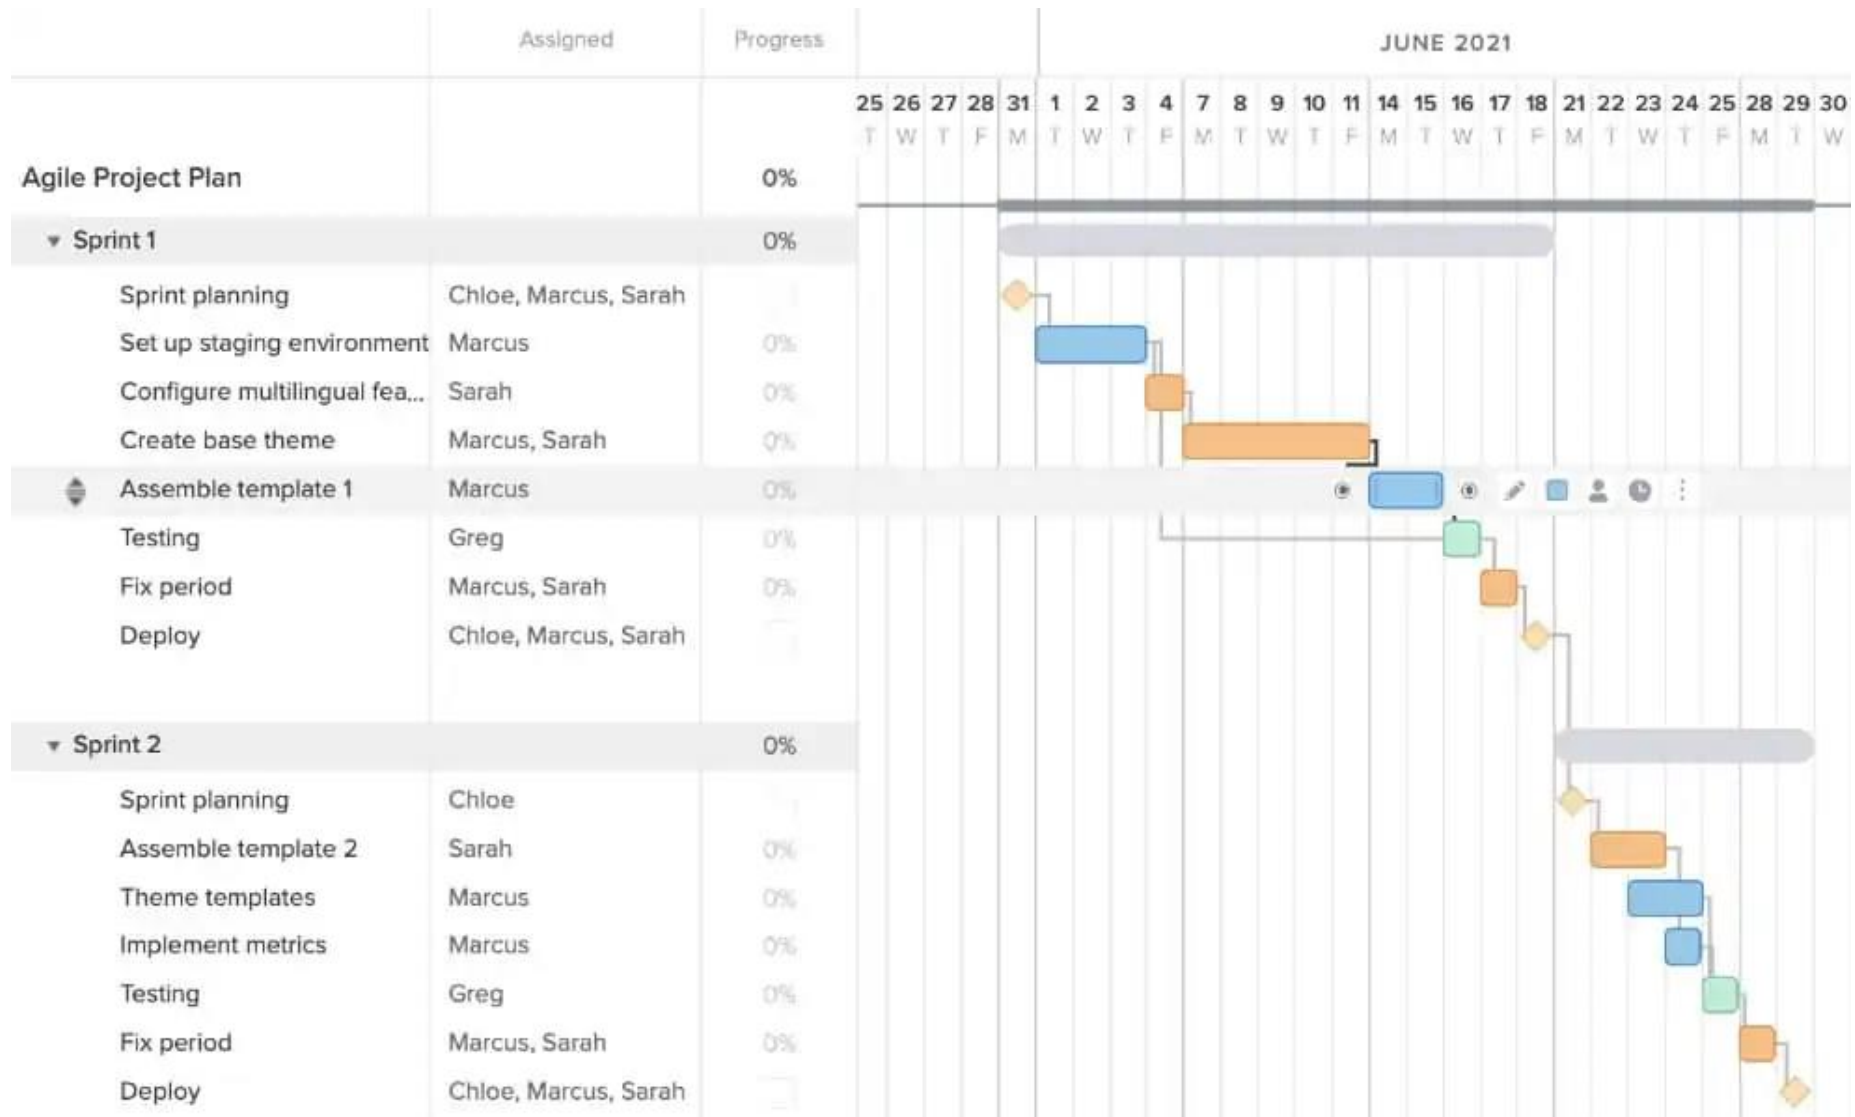 Assigned Progress JUNE 2021
25 26 27 28 31 1 2 3 4 7 8 9 10 11 14 15 16 17 18 21 22 23 24 25 28 29 30
T W T F M T W T F M T W T F M T W T F M T W T F M T W
Agile Project Plan 0%
Sprint 1 0%
Sprint planning Chloe, Marcus, Sarah
Set up staging environment Marcus 0%
Configure multilingual fea... Sarah 0%
Create base theme Marcus, Sarah 0%
Assemble template 1 Marcus 0%
Testing Greg 0%
Fix period Marcus, Sarah 0%
Deploy Chloe, Marcus, Sarah
Sprint 2 0%
Sprint planning Chloe
Assemble template 2 Sarah 0%
Theme templates Marcus 0%
Implement metrics Marcus 0%
Testing Greg 0%
Fix period Marcus, Sarah 0%
Deploy Chloe, Marcus, Sarah